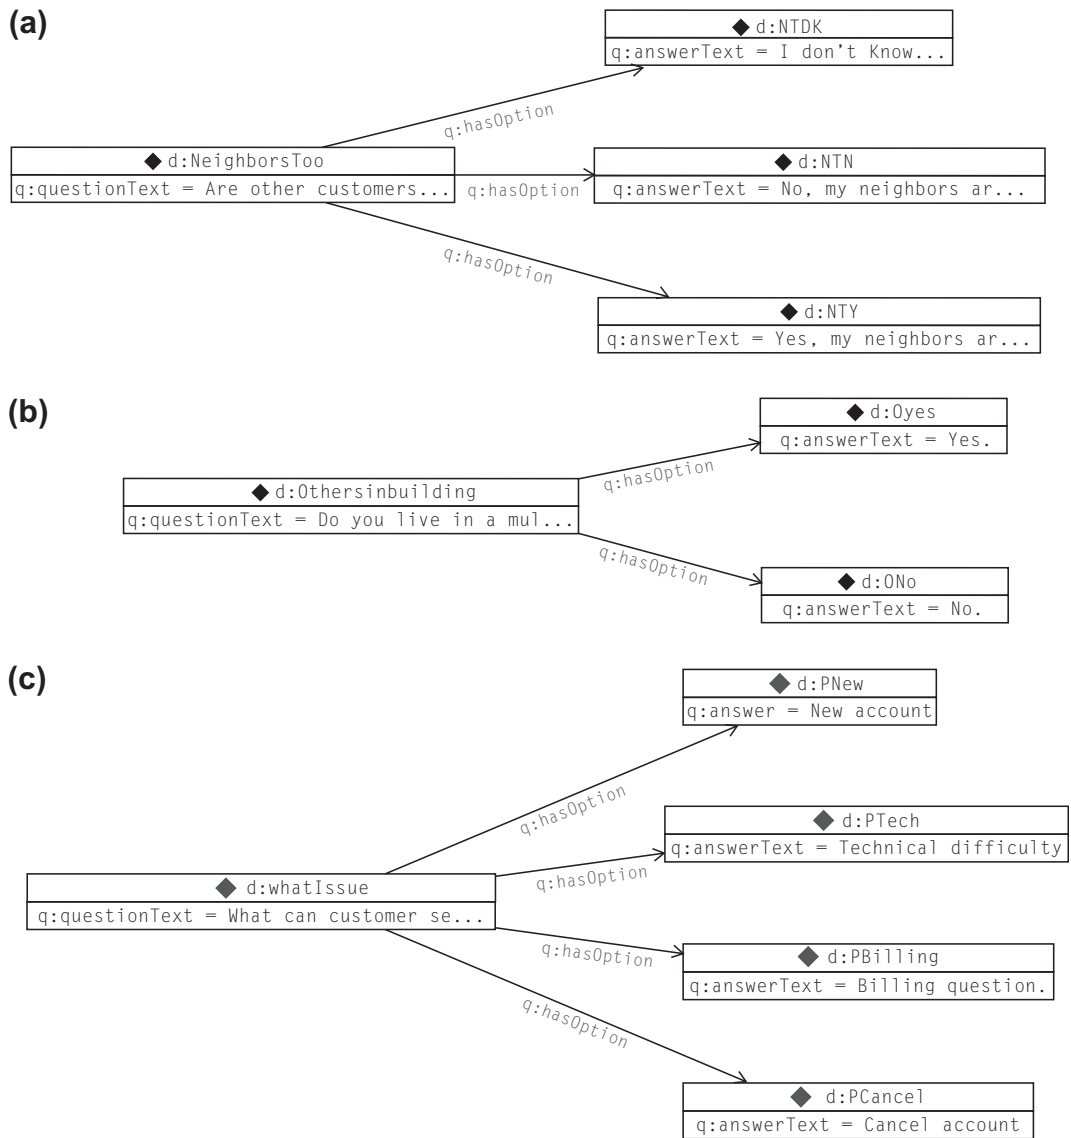 (a)
d:NTDK
q:answerText = I don't Know...
q:hasOption
d:NeighborsToo
q:questionText = Are other customers...
q:hasOption
d:NTN
q:answerText = No, my neighbors ar...
q:hasOption
d:NTY
q:answerText = Yes, my neighbors ar...
(b)
d:Oyes
q:answerText = Yes.
q:hasOption
d:Othersinbuilding
q:questionText = Do you live in a mul...
q:hasOption
d:ONo
q:answerText = No.
(c)
d:PNew
q:answer = New account
q:hasOption
d:PTech
q:answerText = Technical difficulty
q:hasOption
d:whatIssue
q:questionText = What can customer se...
q:hasOption
d:PBilling
q:answerText = Billing question.
q:hasOption
d:PCancel
q:answerText = Cancel account